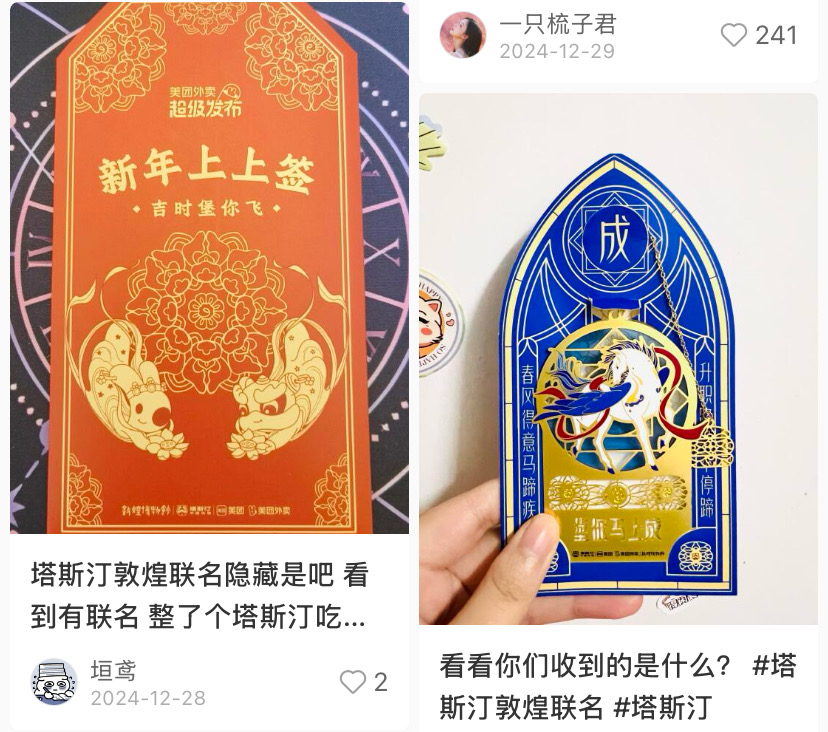 美团外卖
超级发布
新年上上签
吉时堡你飞
敦煌博物馆 美团 美团外卖
塔斯汀敦煌联名隐藏是吧 看
到有联名 整了个塔斯汀吃...
垣鸢
2024-12-28
2
一只梳子君
2024-12-29
241
成
春风得意马蹄疾
升职
停蹄
堡你马上成
看看你们收到的是什么？ #塔
斯汀敦煌联名 #塔斯汀